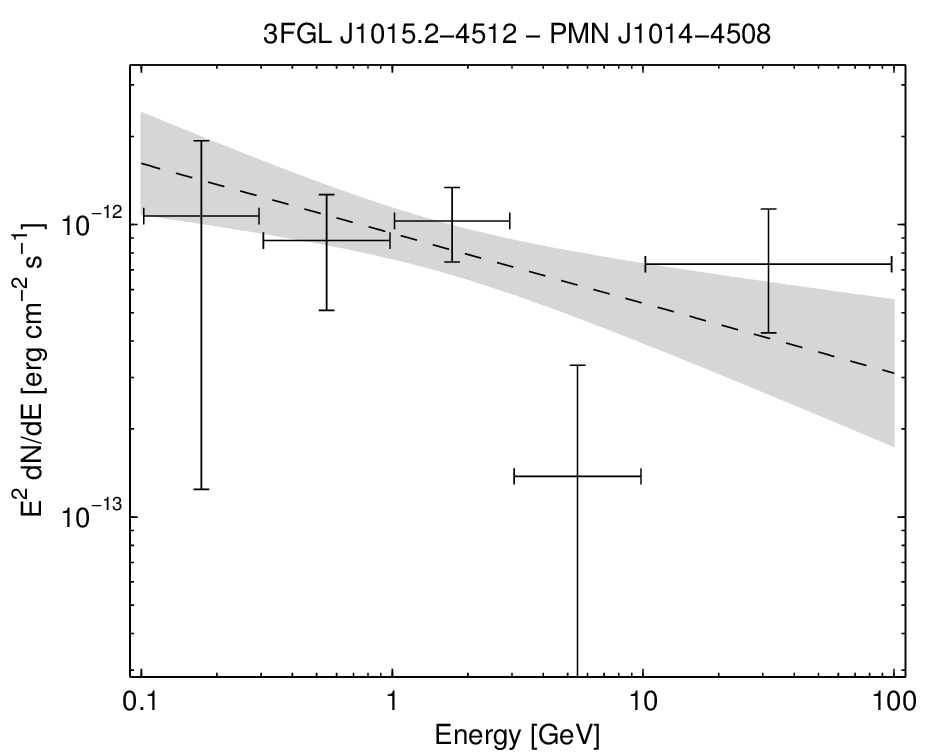 3FGL J1015.2−4512 − PMN J1014−4508
E² dN/dE [erg cm⁻² s⁻¹]
10⁻¹²
10⁻¹³
0.1 1 10 100
Energy [GeV]